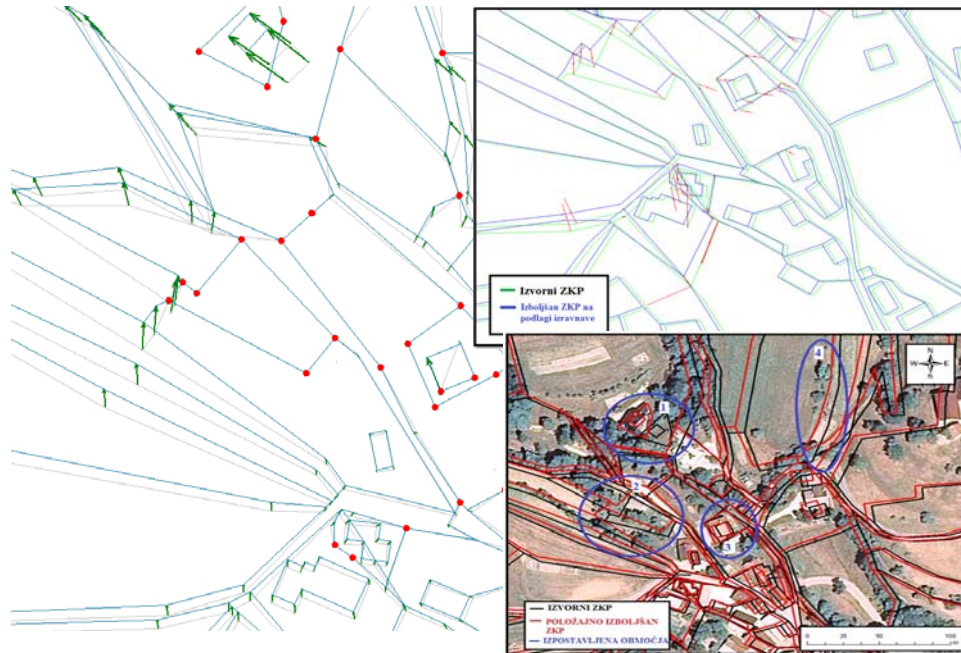 Izvorni ZKP
Izboljšan ZKP na
podlagi izravnave
1
2
3
4
N
W E
S
IZVORNI ZKP
POLOŽAJNO IZBOLJŠAN
ZKP
IZPOSTAVLJENA OBMOČJA
0 25 50 100